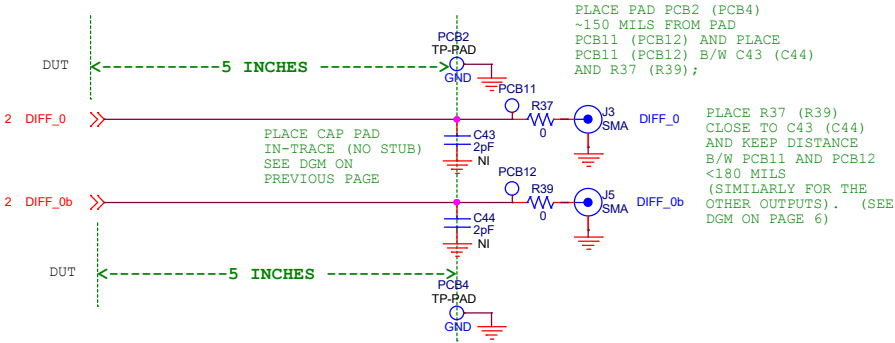 PLACE PAD PCB2 (PCB4)
~150 MILS FROM PAD
PCB11 (PCB12) AND PLACE
PCB11 (PCB12) B/W C43 (C44)
AND R37 (R39);
PCB2
TP-PAD
DUT
5 INCHES
GND
PCB11
R37
0
J3
SMA
DIFF_0
2 DIFF_0
PLACE CAP PAD
IN-TRACE (NO STUB)
SEE DGM ON
PREVIOUS PAGE
C43
2pF
NI
PLACE R37 (R39)
CLOSE TO C43 (C44)
AND KEEP DISTANCE
B/W PCB11 AND PCB12
<180 MILS
(SIMILARLY FOR THE
OTHER OUTPUTS). (SEE
DGM ON PAGE 6)
PCB12
R39
0
J5
SMA
DIFF_0b
2 DIFF_0b
C44
2pF
NI
DUT
5 INCHES
PCB4
TP-PAD
GND